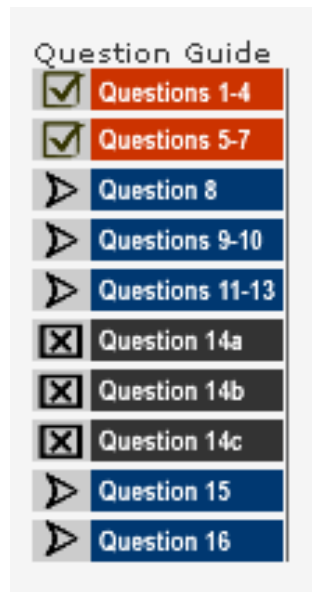 Question Guide
Questions 1-4
Questions 5-7
Question 8
Questions 9-10
Questions 11-13
Question 14a
Question 14b
Question 14c
Question 15
Question 16